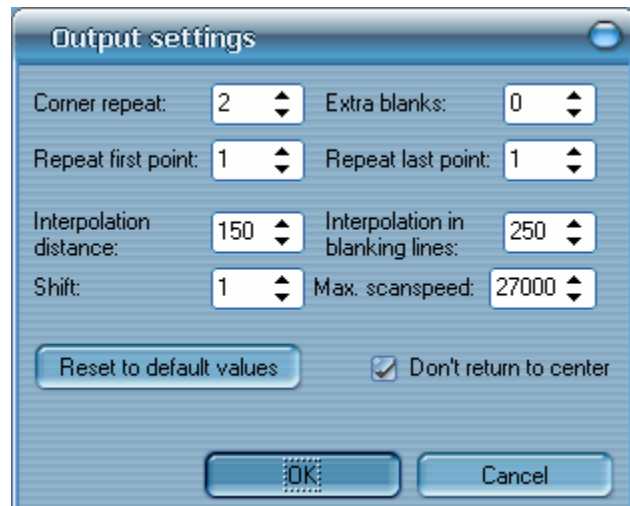 Output settings
Corner repeat: 2 Extra blanks: 0
Repeat first point: 1 Repeat last point: 1
Interpolation distance: 150 Interpolation in blanking lines: 250
Shift: 1 Max. scanspeed: 27000
Reset to default values Don't return to center
OK Cancel